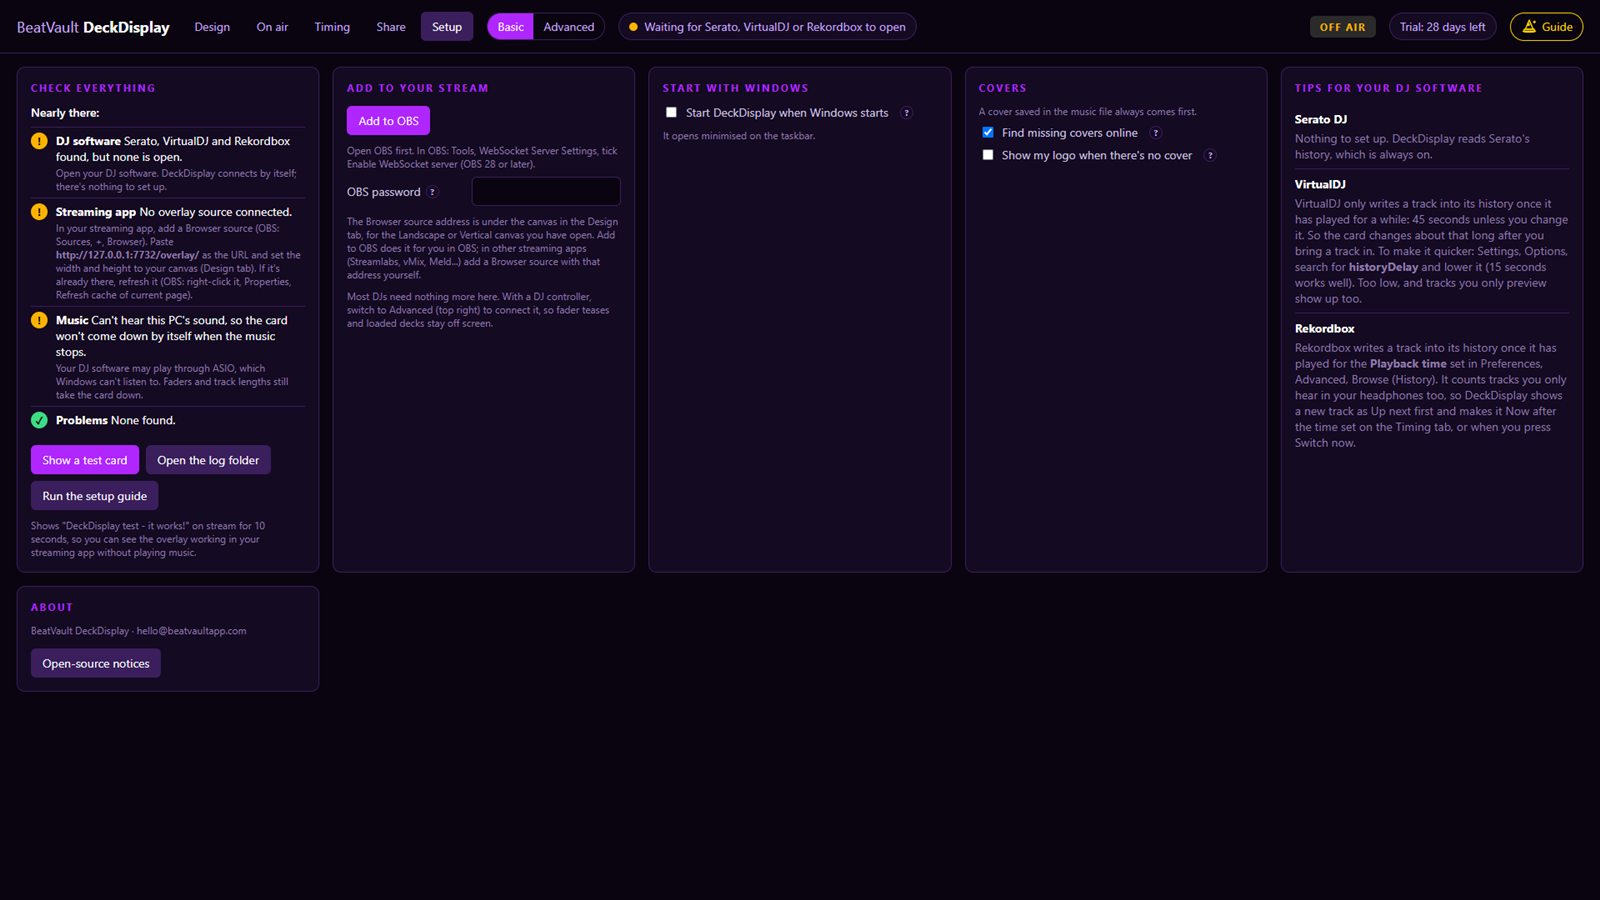 BeatVault DeckDisplay
Design
On air
Timing
Share
Setup
Basic
Advanced
Waiting for Serato, VirtualDJ or Rekordbox to open
OFF AIR
Trial: 28 days left
Guide
CHECK EVERYTHING
Nearly there:
! DJ software Serato, VirtualDJ and Rekordbox
found, but none is open.
Open your DJ software. DeckDisplay connects by itself;
there's nothing to set up.
! Streaming app No overlay source connected.
In your streaming app, add a Browser source (OBS:
Sources, +, Browser). Paste
http://127.0.0.1:7732/overlay/ as the URL and set the
width and height to your canvas (Design tab). If it's
already there, refresh it (OBS: right-click it, Properties,
Refresh cache of current page).
! Music Can't hear this PC's sound, so the card
won't come down by itself when the music
stops.
Your DJ software may play through ASIO, which
Windows can't listen to. Faders and track lengths still
take the card down.
✓ Problems None found.
Show a test card
Open the log folder
Run the setup guide
Shows "DeckDisplay test - it works!" on stream for 10
seconds, so you can see the overlay working in your
streaming app without playing music.
ADD TO YOUR STREAM
Add to OBS
Open OBS first. In OBS: Tools, WebSocket Server Settings, tick
Enable WebSocket server (OBS 28 or later).
OBS password ?
The Browser source address is under the canvas in the Design
tab, for the Landscape or Vertical canvas you have open. Add
to OBS does it for you in OBS; in other streaming apps
(Streamlabs, vMix, Meld...) add a Browser source with that
address yourself.
Most DJs need nothing more here. With a DJ controller,
switch to Advanced (top right) to connect it, so fader teases
and loaded decks stay off screen.
START WITH WINDOWS
Start DeckDisplay when Windows starts ?
It opens minimised on the taskbar.
COVERS
A cover saved in the music file always comes first.
Find missing covers online ?
Show my logo when there's no cover ?
TIPS FOR YOUR DJ SOFTWARE
Serato DJ
Nothing to set up. DeckDisplay reads Serato's
history, which is always on.
VirtualDJ
VirtualDJ only writes a track into its history once it
has played for a while: 45 seconds unless you change
it. So the card changes about that long after you
bring a track in. To make it quicker: Settings, Options,
search for historyDelay and lower it (15 seconds
works well). Too low, and tracks you only preview
show up too.
Rekordbox
Rekordbox writes a track into its history once it has
played for the Playback time set in Preferences,
Advanced, Browse (History). It counts tracks you only
hear in your headphones too, so DeckDisplay shows
a new track as Up next first and makes it Now after
the time set on the Timing tab, or when you press
Switch now.
ABOUT
BeatVault DeckDisplay · hello@beatvaultapp.com
Open-source notices